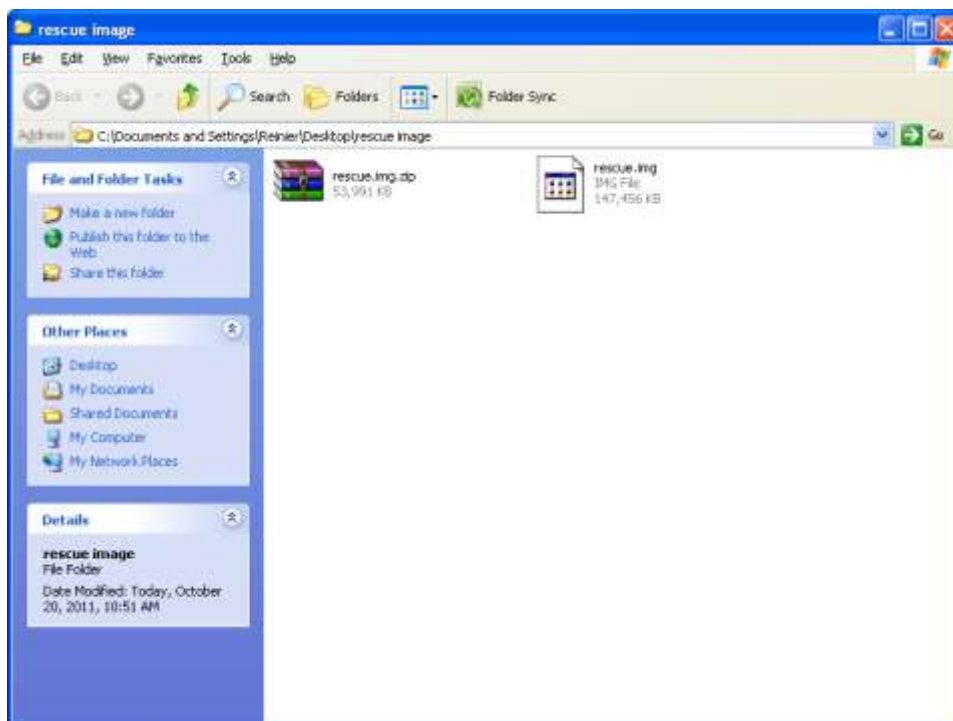 rescue image
File Edit View Favorites Tools Help
Back Search Folders Folder Sync
Address C:\Documents and Settings\Reinier\Desktop\rescue image Go
File and Folder Tasks
Make a new folder
Publish this folder to the
Web
Share this folder
Other Places
Desktop
My Documents
Shared Documents
My Computer
My Network Places
Details
rescue image
File Folder
Date Modified: Today, October
20, 2011, 10:51 AM
rescue.img.zip
53,991 KB
rescue.img
IMG File
147,456 KB